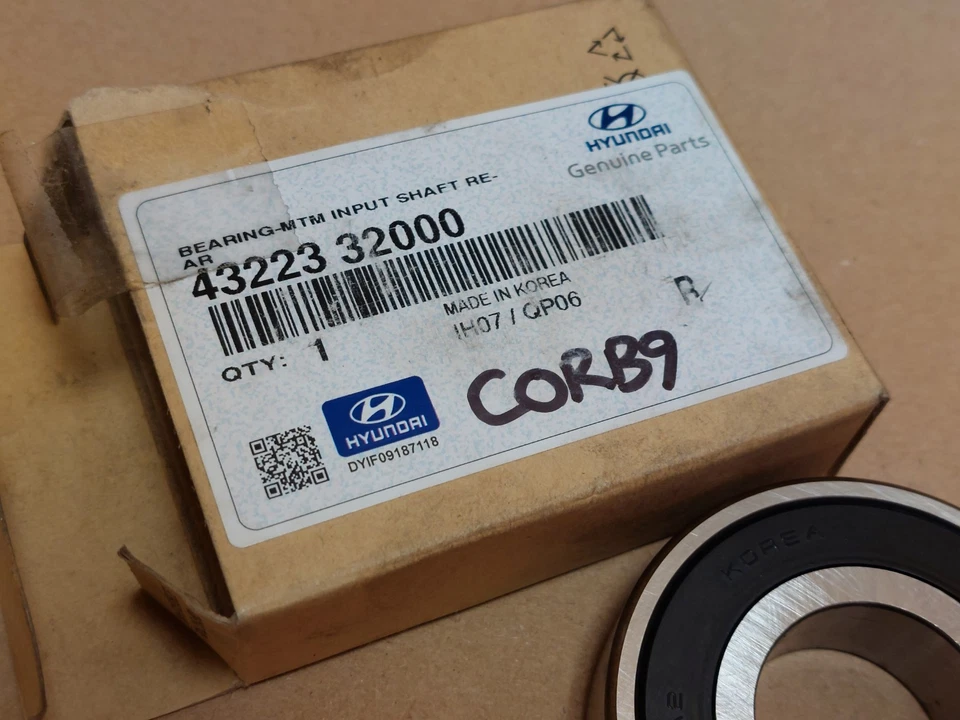 HYUNDAI
Genuine Parts
BEARING-MTM INPUT SHAFT RE-
AR
43223 32000
MADE IN KOREA
IH07 / QP06
R
QTY: 1
CORB9
HYUNDAI
DYIF09187118
KOREA